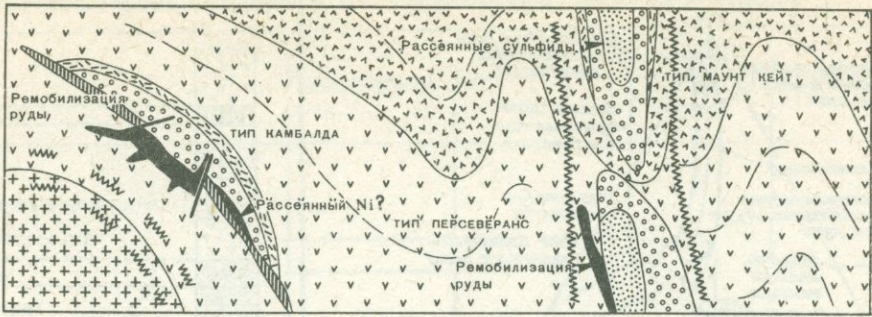 Рассеянные сульфиды
ТИП МАУНТ КЕЙТ
Ремобилизация
руды
ТИП КАМБАЛДА
Рассеянный Ni?
ТИП ПЕРСЕВЕРАНС
Ремобилизация
руды